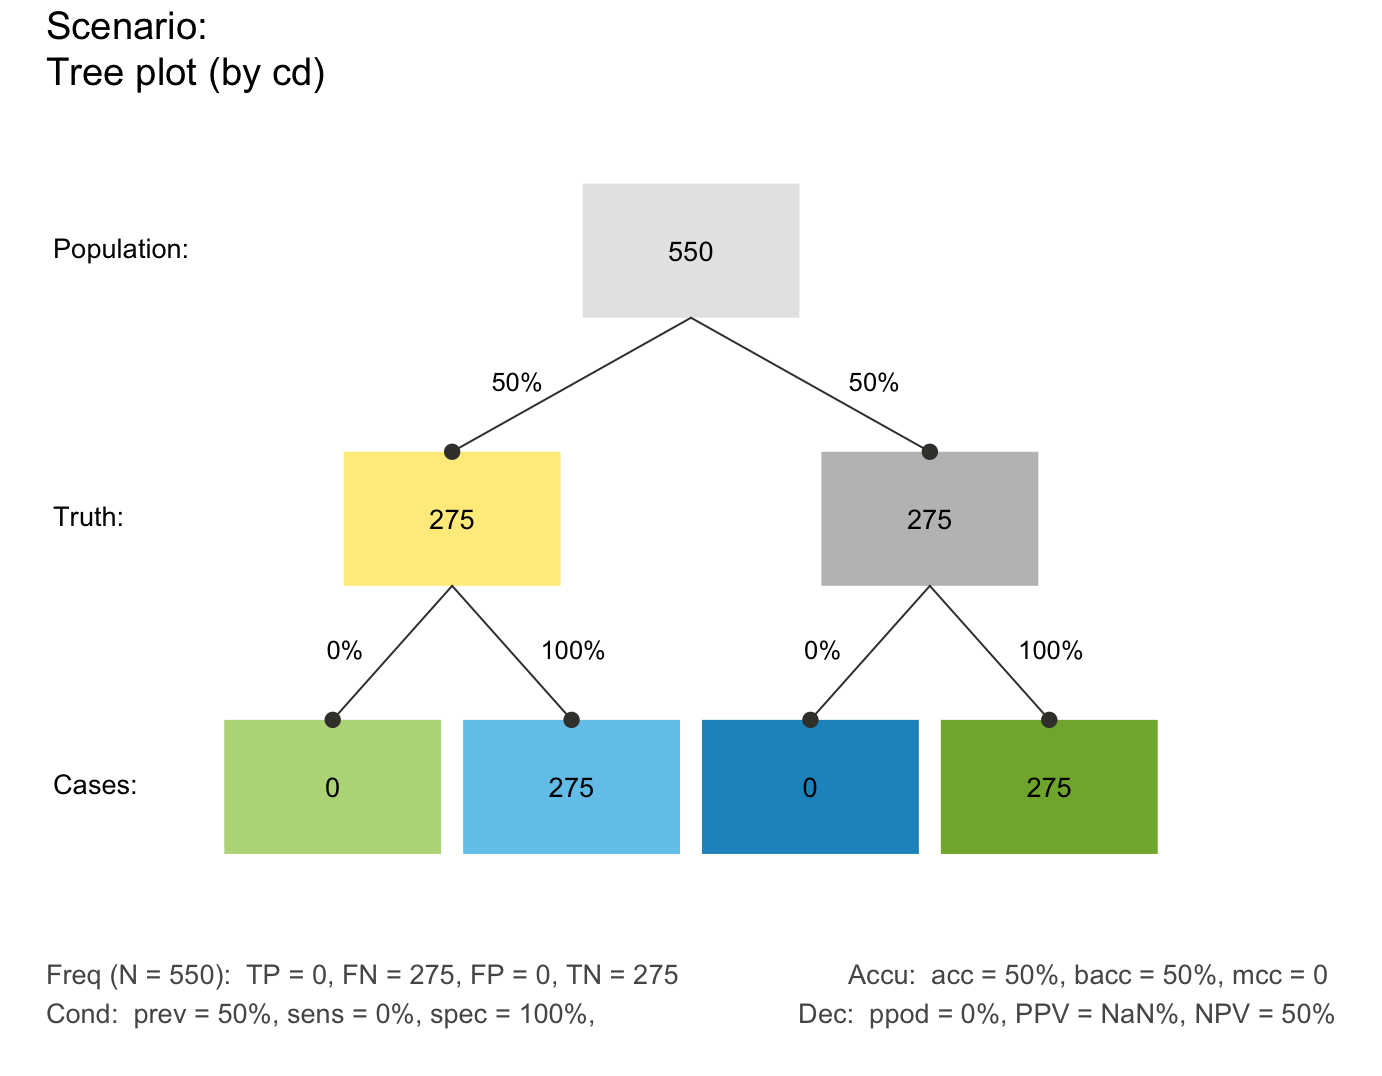 Scenario:
Tree plot (by cd)
Population:
550
50%
50%
Truth:
275
275
0%
100%
0%
100%
Cases:
0
275
0
275
Freq (N = 550):  TP = 0, FN = 275, FP = 0, TN = 275
Accu:  acc = 50%, bacc = 50%, mcc = 0
Cond:  prev = 50%, sens = 0%, spec = 100%,
Dec:  ppod = 0%, PPV = NaN%, NPV = 50%